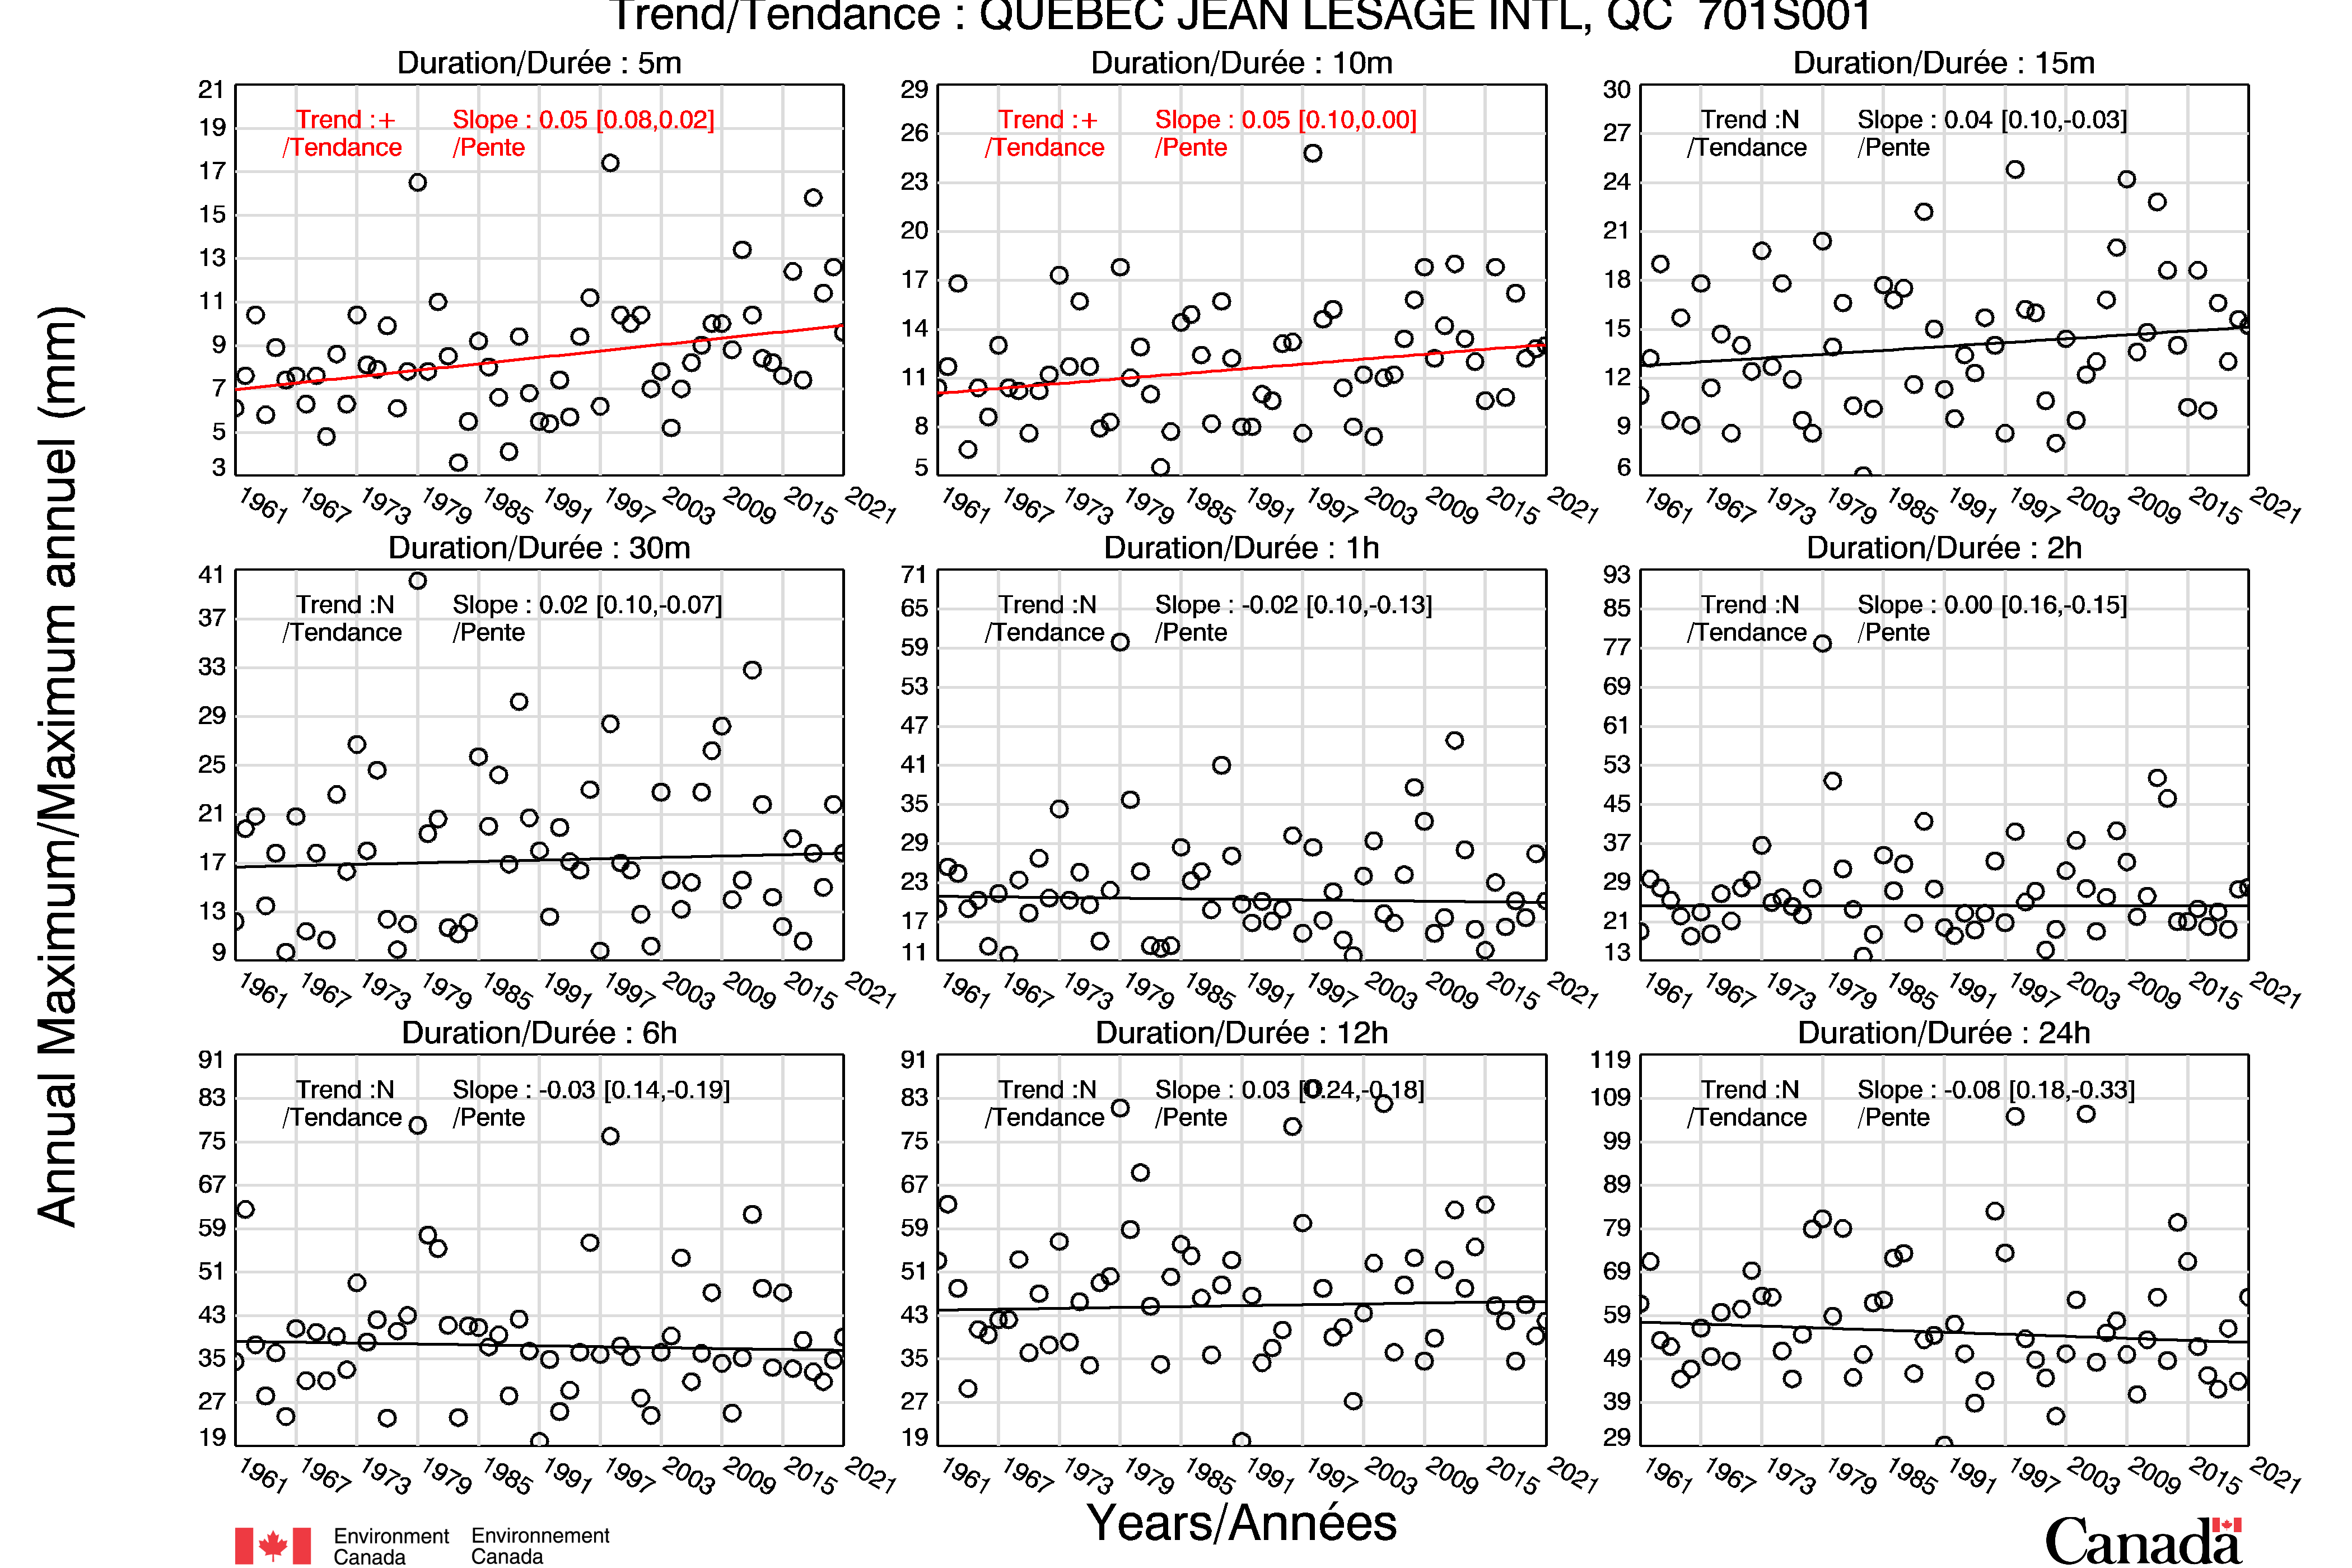 Trend/Tendance : QUEBEC JEAN LESAGE INTL, QC 701S001
Annual Maximum/Maximum annuel (mm)
Duration/Durée : 5m
Trend :+ Slope : 0.05 [0.08,0.02]
/Tendance /Pente
21
19
17
15
13
11
9
7
5
3
1961 1967 1973 1979 1985 1991 1997 2003 2009 2015 2021
Duration/Durée : 10m
Trend :+ Slope : 0.05 [0.10,0.00]
/Tendance /Pente
29
26
23
20
17
14
11
8
5
1961 1967 1973 1979 1985 1991 1997 2003 2009 2015 2021
Duration/Durée : 15m
Trend :N Slope : 0.04 [0.10,-0.03]
/Tendance /Pente
30
27
24
21
18
15
12
9
6
1961 1967 1973 1979 1985 1991 1997 2003 2009 2015 2021
Duration/Durée : 30m
Trend :N Slope : 0.02 [0.10,-0.07]
/Tendance /Pente
41
37
33
29
25
21
17
13
9
1961 1967 1973 1979 1985 1991 1997 2003 2009 2015 2021
Duration/Durée : 1h
Trend :N Slope : -0.02 [0.10,-0.13]
/Tendance /Pente
71
65
59
53
47
41
35
29
23
17
11
1961 1967 1973 1979 1985 1991 1997 2003 2009 2015 2021
Duration/Durée : 2h
Trend :N Slope : 0.00 [0.16,-0.15]
/Tendance /Pente
93
85
77
69
61
53
45
37
29
21
13
1961 1967 1973 1979 1985 1991 1997 2003 2009 2015 2021
Duration/Durée : 6h
Trend :N Slope : -0.03 [0.14,-0.19]
/Tendance /Pente
91
83
75
67
59
51
43
35
27
19
1961 1967 1973 1979 1985 1991 1997 2003 2009 2015 2021
Duration/Durée : 12h
Trend :N Slope : 0.03 [0.24,-0.18]
/Tendance /Pente
91
83
75
67
59
51
43
35
27
19
1961 1967 1973 1979 1985 1991 1997 2003 2009 2015 2021
Duration/Durée : 24h
Trend :N Slope : -0.08 [0.18,-0.33]
/Tendance /Pente
119
109
99
89
79
69
59
49
39
29
1961 1967 1973 1979 1985 1991 1997 2003 2009 2015 2021
Years/Années
Environment Environnement
Canada Canada
Canada